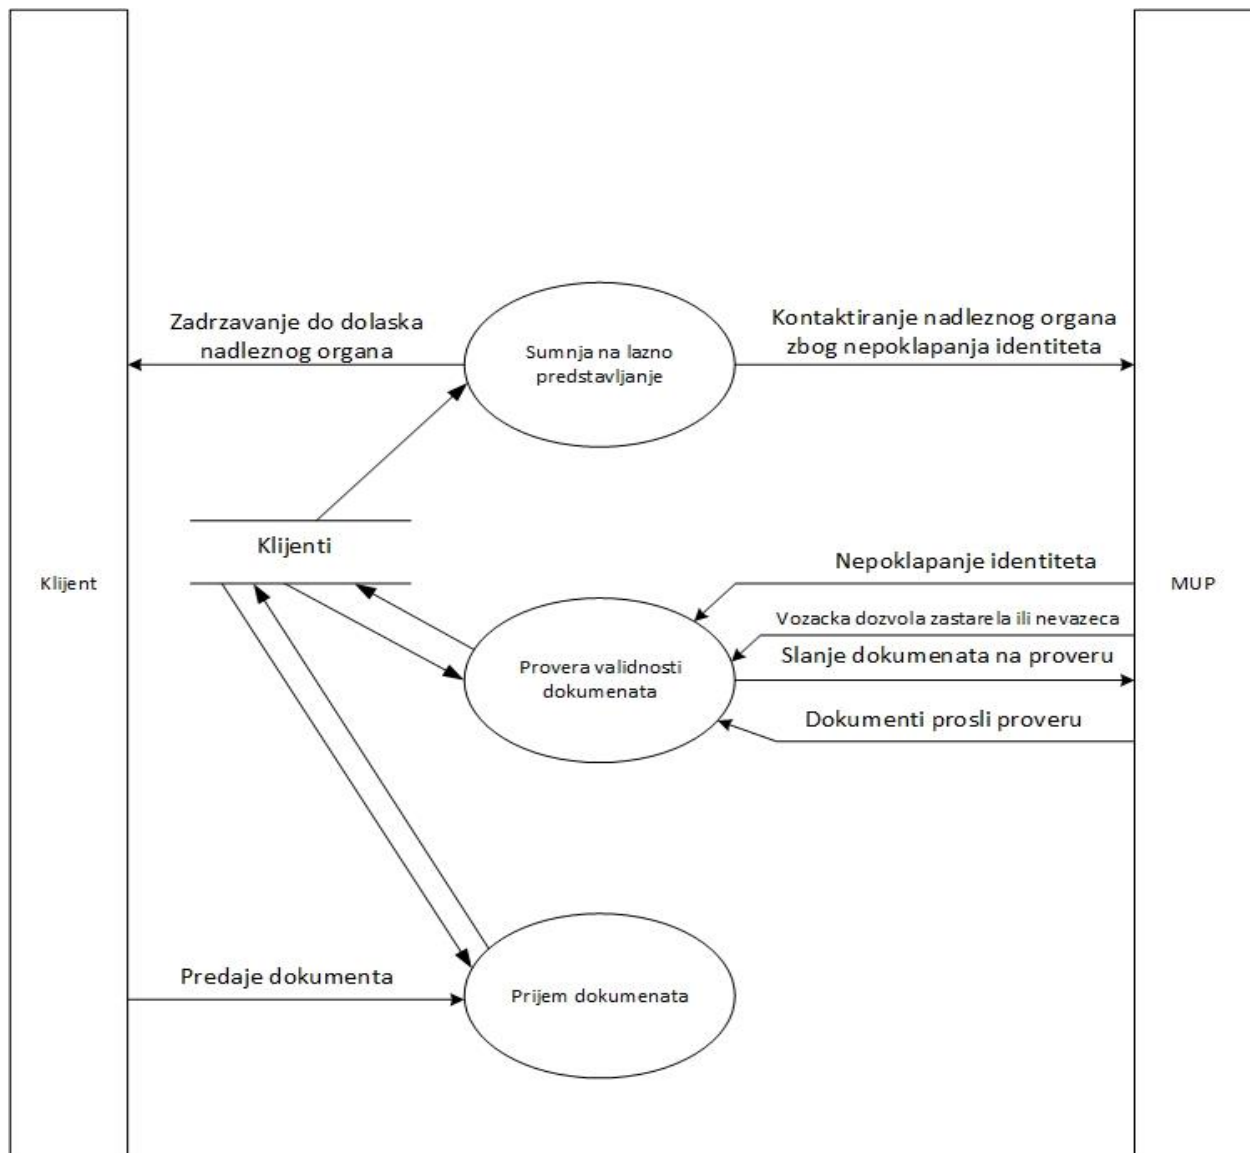 Zadrzavanje do dolaska
nadleznog organa
Sumnja na lazno
predstavljanje
Kontaktiranje nadleznog organa
zbog nepoklapanja identiteta
Klijenti
Klijent
Nepoklapanje identiteta
MUP
Vozacka dozvola zastarela ili nevazeca
Slanje dokumenata na proveru
Provera validnosti
dokumenata
Dokumenti prosli proveru
Predaje dokumenta
Prijem dokumenata